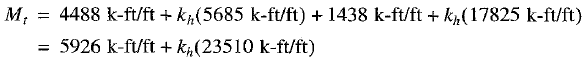 M_t = 4488 k-ft/ft + k_h(5685 k-ft/ft) + 1438 k-ft/ft + k_h(17825 k-ft/ft)
= 5926 k-ft/ft + k_h(23510 k-ft/ft)